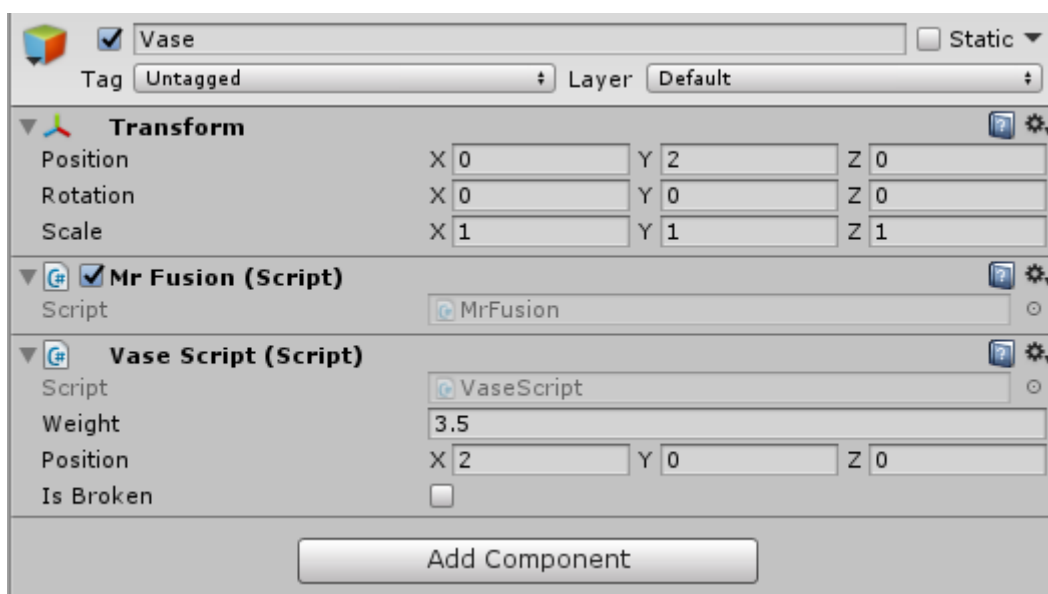 Vase Static
Tag Untagged Layer Default
Transform
Position X 0 Y 2 Z 0
Rotation X 0 Y 0 Z 0
Scale X 1 Y 1 Z 1
C# Mr Fusion (Script)
Script MrFusion
C# Vase Script (Script)
Script VaseScript
Weight 3.5
Position X 2 Y 0 Z 0
Is Broken
Add Component